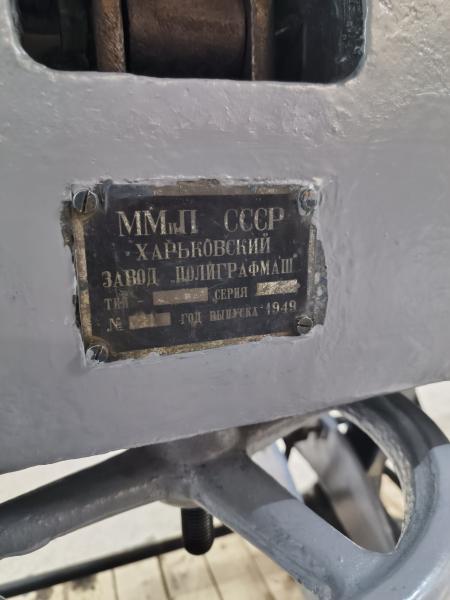 ММиП СССР
ХАРЬКОВСКИЙ
ЗАВОД „ПОЛИГРАФМАШ"
ТИП СЕРИЯ
№ ГОД ВЫПУСКА 1949